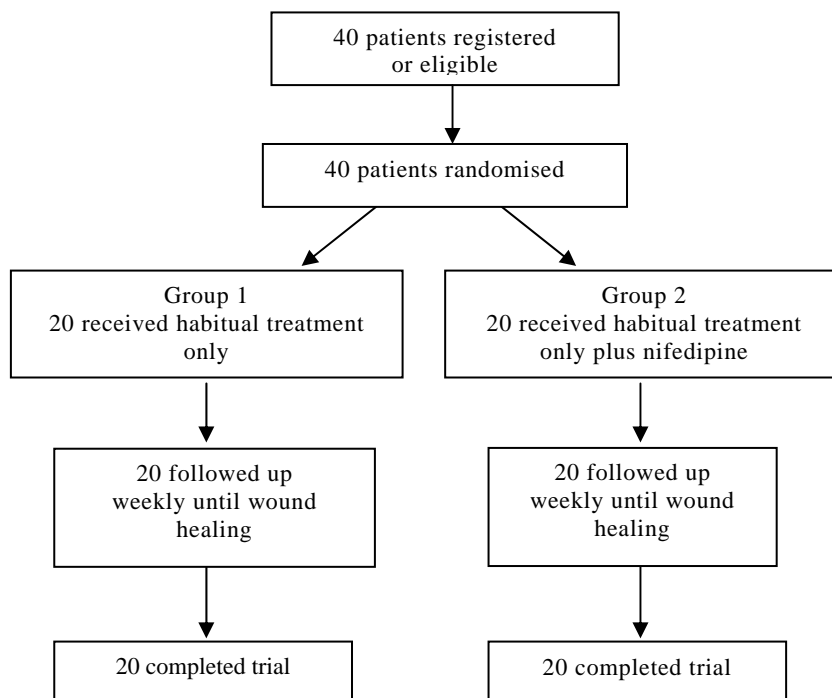 40 patients registered
or eligible
40 patients randomised
Group 1
20 received habitual treatment
only
Group 2
20 received habitual treatment
only plus nifedipine
20 followed up
weekly until wound
healing
20 followed up
weekly until wound
healing
20 completed trial
20 completed trial